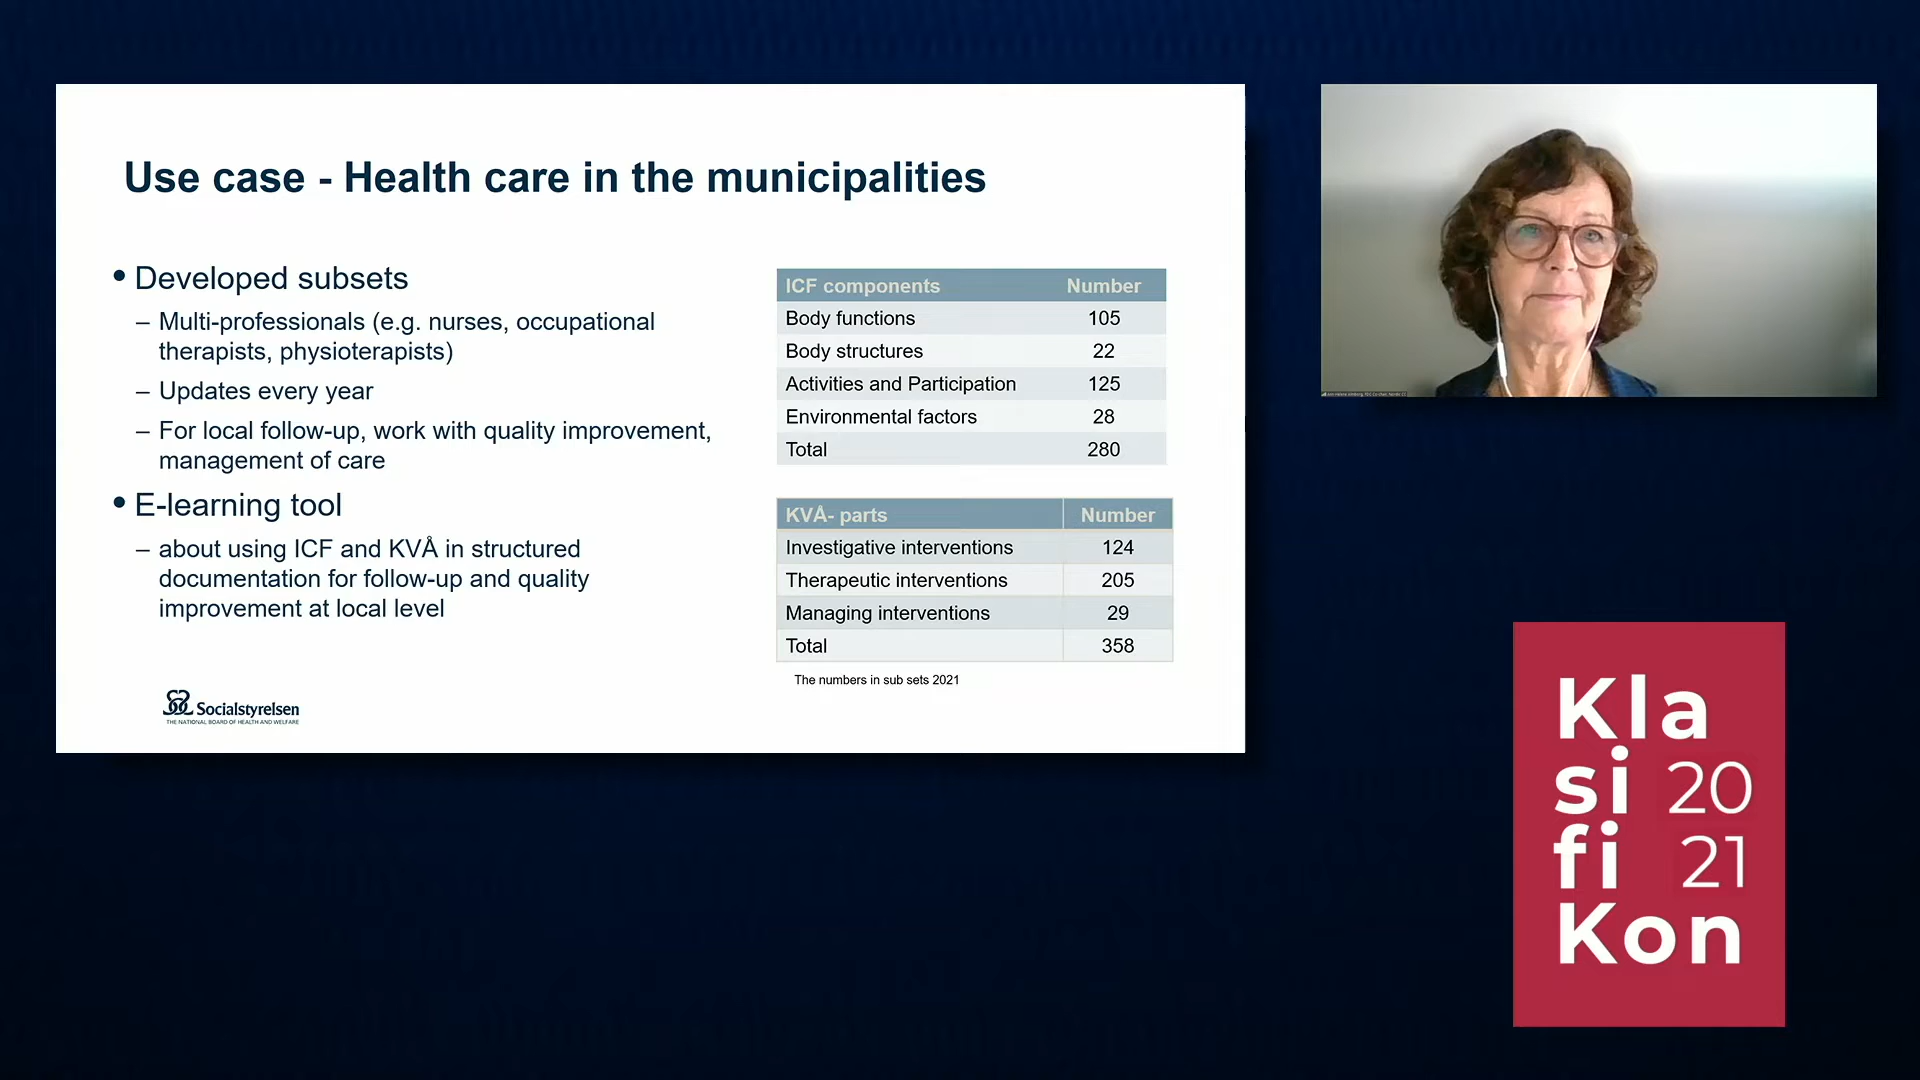 Use case - Health care in the municipalities
• Developed subsets
– Multi-professionals (e.g. nurses, occupational
therapists, physioterapists)
– Updates every year
– For local follow-up, work with quality improvement,
management of care
• E-learning tool
– about using ICF and KVÅ in structured
documentation for follow-up and quality
improvement at local level
ICF components Number
Body functions 105
Body structures 22
Activities and Participation 125
Environmental factors 28
Total 280
KVÅ- parts Number
Investigative interventions 124
Therapeutic interventions 205
Managing interventions 29
Total 358
The numbers in sub sets 2021
Socialstyrelsen
THE NATIONAL BOARD OF HEALTH AND WELFARE
Kla
si 20
fi 21
Kon